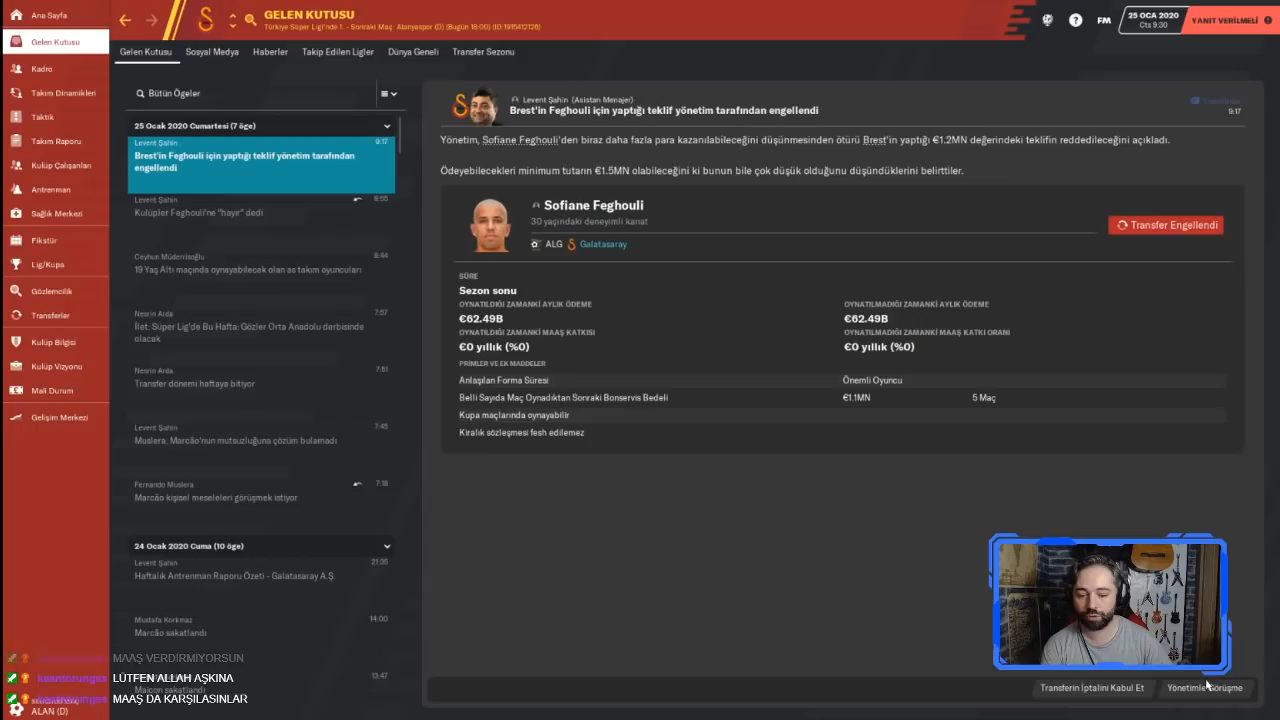 Ana Sayfa
Gelen Kutusu
Kadro
Takım Dinamikleri
Taktik
Takım Raporu
Kulüp Çalışanları
Antrenman
Sağlık Merkezi
Fikstür
Lig/Kupa
Gözlemcilik
Transferler
Kulüp Bilgisi
Kulüp Vizyonu
Mali Durum
Gelişim Merkezi
GELEN KUTUSU
Türkiye Süper Ligi'nde 1. - Sonraki Maç: Alanyaspor (D) (Bugün 18:00) (ID:1915412126)
FM
25 OCA 2020
Cts 9:30
YANIT VERİLMELİ
Gelen Kutusu Sosyal Medya Haberler Takip Edilen Ligler Dünya Geneli Transfer Sezonu
Bütün Ögeler
25 Ocak 2020 Cumartesi (7 öge)
Levent Şahin 9:17
Brest'in Feghouli için yaptığı teklif yönetim tarafından
engellendi
Levent Şahin 8:55
Kulüpler Feghouli'ne "hayır" dedi
Ceyhun Müderrisoğlu 8:44
19 Yaş Altı maçında oynayabilecek olan as takım oyuncuları
Nesrin Arda 7:57
İlet: Süper Lig'de Bu Hafta: Gözler Orta Anadolu derbisinde
olacak
Nesrin Arda 7:51
Transfer dönemi haftaya bitiyor
Levent Şahin 7:45
Muslera, Marcão'nun mutsuzluğuna çözüm bulamadı
Fernando Muslera 7:18
Marcão kişisel meseleleri görüşmek istiyor
24 Ocak 2020 Cuma (10 öge)
Levent Şahin
Haftalık Antrenman Raporu Özeti - Galatasaray A.Ş.
Mustafa Korkmaz 14:00
Marcão sakatlandı
13:47
Maicon sakatlandı
MAAŞ VERDİRMİYORSUN
LÜTFEN ALLAH AŞKINA
MAAŞ DA KARŞILASINLAR
ALAN (D)
Levent Şahin (Asistan Menajer)
Brest'in Feghouli için yaptığı teklif yönetim tarafından engellendi
9:17
Yönetim, Sofiane Feghouli'den biraz daha fazla para kazanılabileceğini düşünmesinden ötürü Brest'in yaptığı €1.2MN değerindeki teklifin reddedileceğini açıkladı.
Ödeyebilecekleri minimum tutarın €1.5MN olabileceğini ki bunun bile çok düşük olduğunu düşündüklerini belirttiler.
Sofiane Feghouli
30 yaşındaki deneyimli kanat
ALG Galatasaray
Transfer Engellendi
SÜRE
Sezon sonu
OYNATILDIĞI ZAMANKİ AYLIK ÖDEME OYNATILMADIĞI ZAMANKİ AYLIK ÖDEME
€62.49B €62.49B
OYNATILDIĞI ZAMANKİ MAAŞ KATKISI OYNATILMADIĞI ZAMANKİ MAAŞ KATKI ORANI
€0 yıllık (%0) €0 yıllık (%0)
PRİMLER VE EK MADDELER
Anlaşılan Forma Süresi Önemli Oyuncu
Belli Sayıda Maç Oynadıktan Sonraki Bonservis Bedeli €1.1MN 5 Maç
Kupa maçlarında oynayabilir
Kiralık sözleşmesi fesh edilemez
Transferin İptalini Kabul Et Yönetimle Görüşme